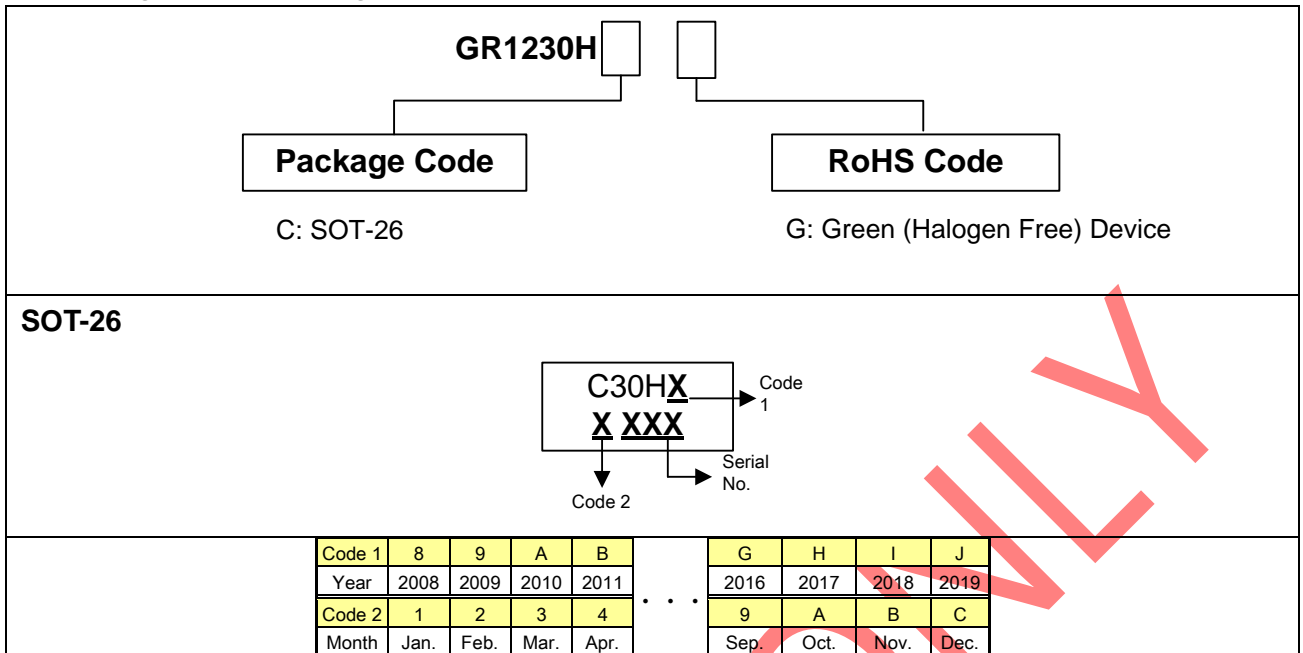 GR1230H
Package Code
RoHS Code
C: SOT-26
G: Green (Halogen Free) Device
SOT-26
C30HX
Code
1
X XXX
Serial
No.
Code 2
Code 1 8 9 A B G H I J
Year 2008 2009 2010 2011 . . . 2016 2017 2018 2019
Code 2 1 2 3 4 9 A B C
Month Jan. Feb. Mar. Apr. Sep. Oct. Nov. Dec.
NLY